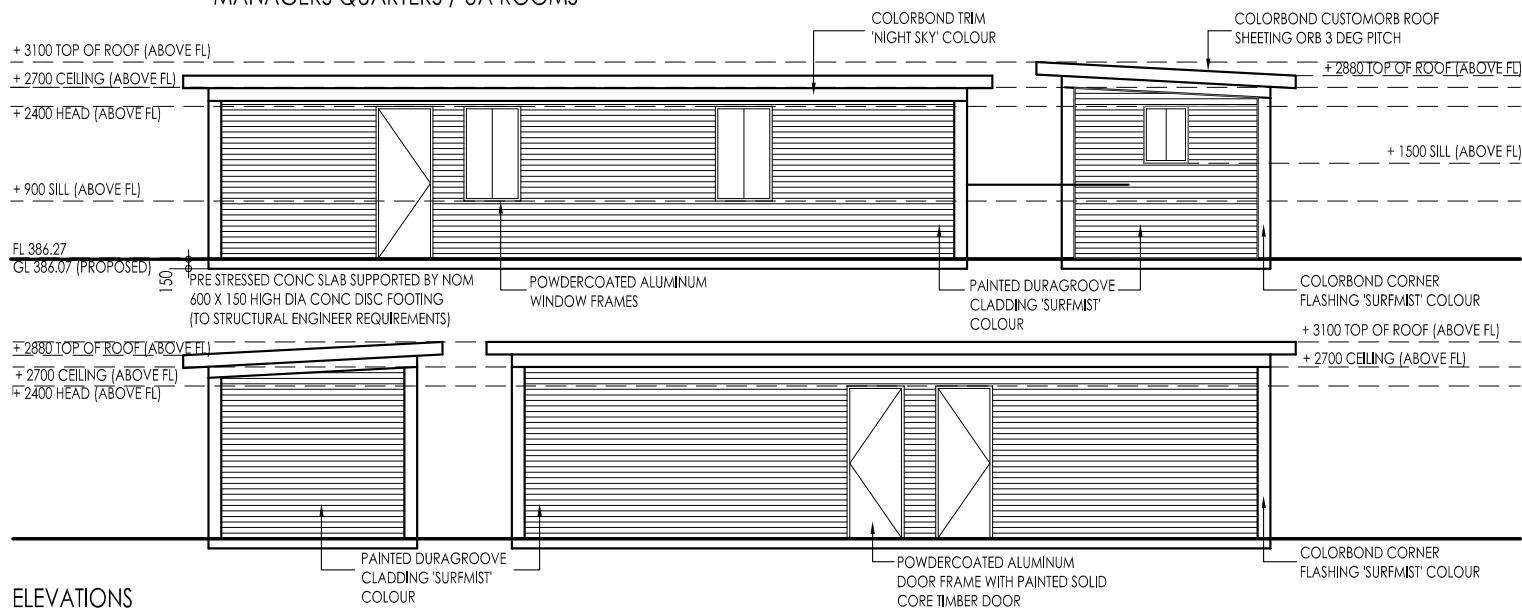 MANAGERS QUARTERS / UA ROOMS
COLORBOND TRIM
'NIGHT SKY' COLOUR
COLORBOND CUSTOMORB ROOF
SHEETING ORB 3 DEG PITCH
+ 3100 TOP OF ROOF (ABOVE FL)
+ 2700 CEILING (ABOVE FL)
+ 2880 TOP OF ROOF (ABOVE FL)
+ 2400 HEAD (ABOVE FL)
+ 1500 SILL (ABOVE FL)
+ 900 SILL (ABOVE FL)
FL 386.27
GL 386.07 (PROPOSED)
150
PRE STRESSED CONC SLAB SUPPORTED BY NOM
600 X 150 HIGH DIA CONC DISC FOOTING
(TO STRUCTURAL ENGINEER REQUIREMENTS)
POWDERCOATED ALUMINUM
WINDOW FRAMES
PAINTED DURAGROOVE
CLADDING 'SURFMIST'
COLOUR
COLORBOND CORNER
FLASHING 'SURFMIST' COLOUR
+ 2880 TOP OF ROOF (ABOVE FL)
+ 2700 CEILING (ABOVE FL)
+ 2400 HEAD (ABOVE FL)
+ 3100 TOP OF ROOF (ABOVE FL)
+ 2700 CEILING (ABOVE FL)
PAINTED DURAGROOVE
CLADDING 'SURFMIST'
COLOUR
POWDERCOATED ALUMINUM
DOOR FRAME WITH PAINTED SOLID
CORE TIMBER DOOR
COLORBOND CORNER
FLASHING 'SURFMIST' COLOUR
ELEVATIONS